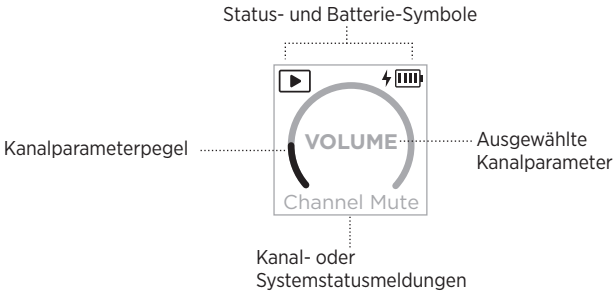 Status- und Batterie-Symbole
Kanalparameterpegel
VOLUME
Ausgewählte
Kanalparameter
Channel Mute
Kanal- oder
Systemstatusmeldungen